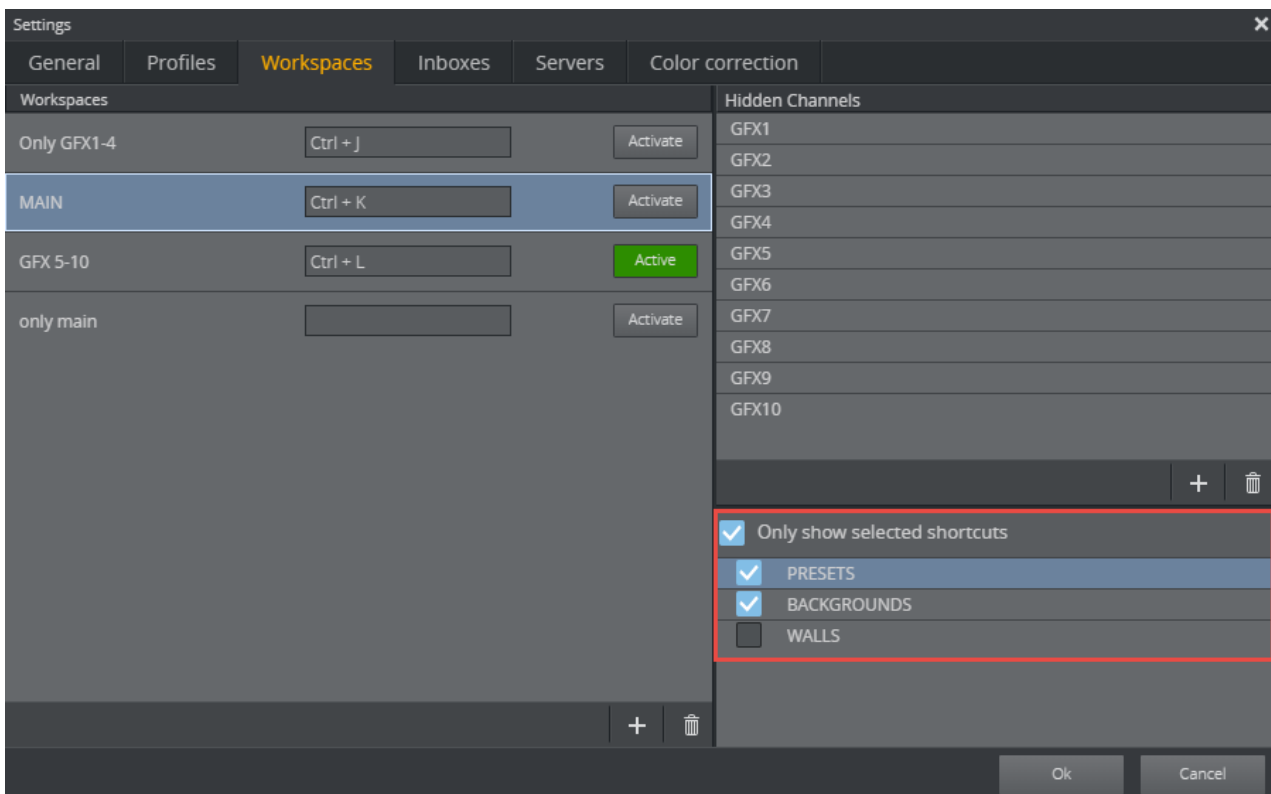 Settings
General Profiles Workspaces Inboxes Servers Color correction
Workspaces
Only GFX1-4 Ctrl + J Activate
MAIN Ctrl + K Activate
GFX 5-10 Ctrl + L Active
only main Activate
Hidden Channels
GFX1
GFX2
GFX3
GFX4
GFX5
GFX6
GFX7
GFX8
GFX9
GFX10
Only show selected shortcuts
PRESETS
BACKGROUNDS
WALLS
Ok Cancel